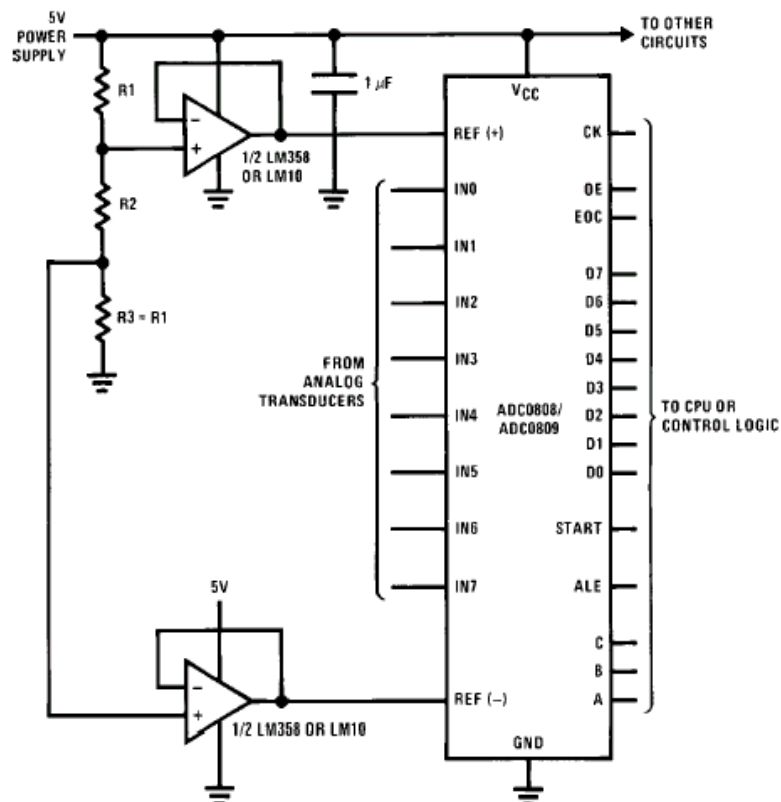 5V
POWER
SUPPLY
TO OTHER
CIRCUITS
R1
1 μF
VCC
-
+
1/2 LM358
OR LM10
REF (+)
CK
R2
IN0
OE
EOC
IN1
R3 = R1
IN2
D7
D6
D5
IN3
D4
FROM
ANALOG
TRANSDUCERS
D3
IN4
ADC0808/
ADC0809
D2
TO CPU OR
CONTROL LOGIC
D1
IN5
D0
IN6
START
5V
IN7
ALE
C
B
-
+
1/2 LM358 OR LM10
REF (−)
A
GND